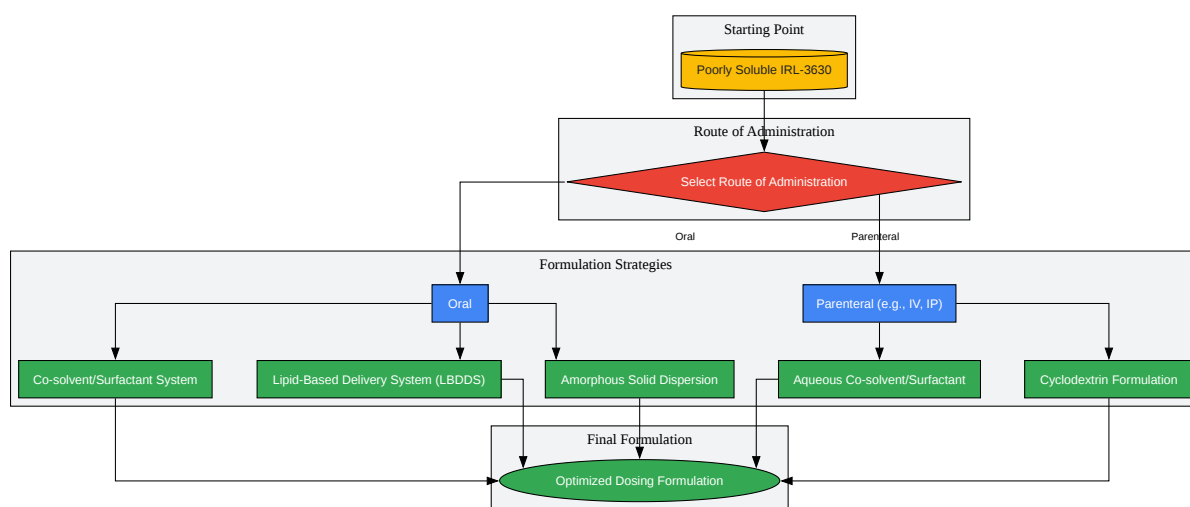 Starting Point
Poorly Soluble IRL-3630
Route of Administration
Select Route of Administration
Oral
Parenteral
Formulation Strategies
Oral
Parenteral (e.g., IV, IP)
Co-solvent/Surfactant System
Lipid-Based Delivery System (LBDDS)
Amorphous Solid Dispersion
Aqueous Co-solvent/Surfactant
Cyclodextrin Formulation
Final Formulation
Optimized Dosing Formulation